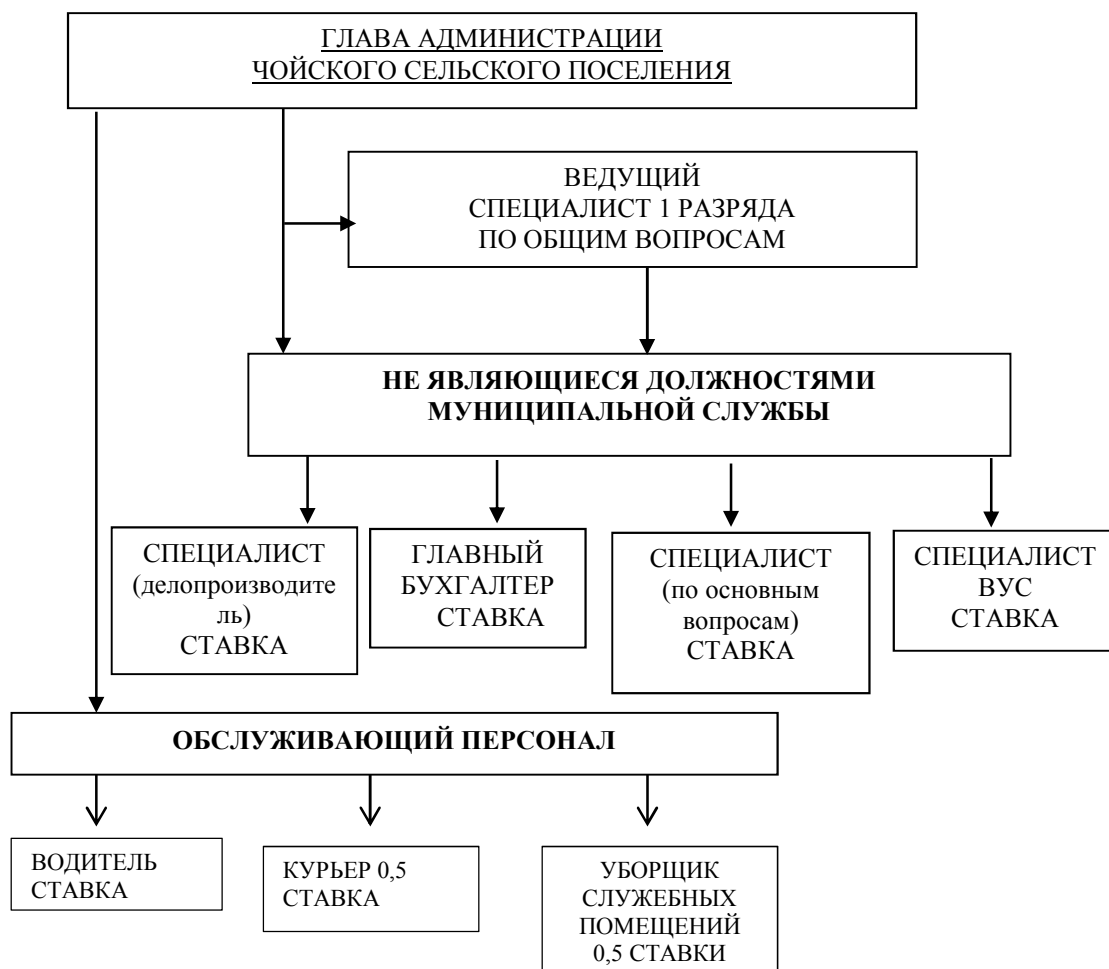 ГЛАВА АДМИНИСТРАЦИИ
ЧОЙСКОГО СЕЛЬСКОГО ПОСЕЛЕНИЯ
ВЕДУЩИЙ
СПЕЦИАЛИСТ 1 РАЗРЯДА
ПО ОБЩИМ ВОПРОСАМ
НЕ ЯВЛЯЮЩИЕСЯ ДОЛЖНОСТЯМИ
МУНИЦИПАЛЬНОЙ СЛУЖБЫ
СПЕЦИАЛИСТ
(делопроизводите
ль)
СТАВКА
ГЛАВНЫЙ
БУХГАЛТЕР
СТАВКА
СПЕЦИАЛИСТ
(по основным
вопросам)
СТАВКА
СПЕЦИАЛИСТ
ВУС
СТАВКА
ОБСЛУЖИВАЮЩИЙ ПЕРСОНАЛ
ВОДИТЕЛЬ
СТАВКА
КУРЬЕР 0,5
СТАВКА
УБОРЩИК
СЛУЖЕБНЫХ
ПОМЕЩЕНИЙ
0,5 СТАВКИ